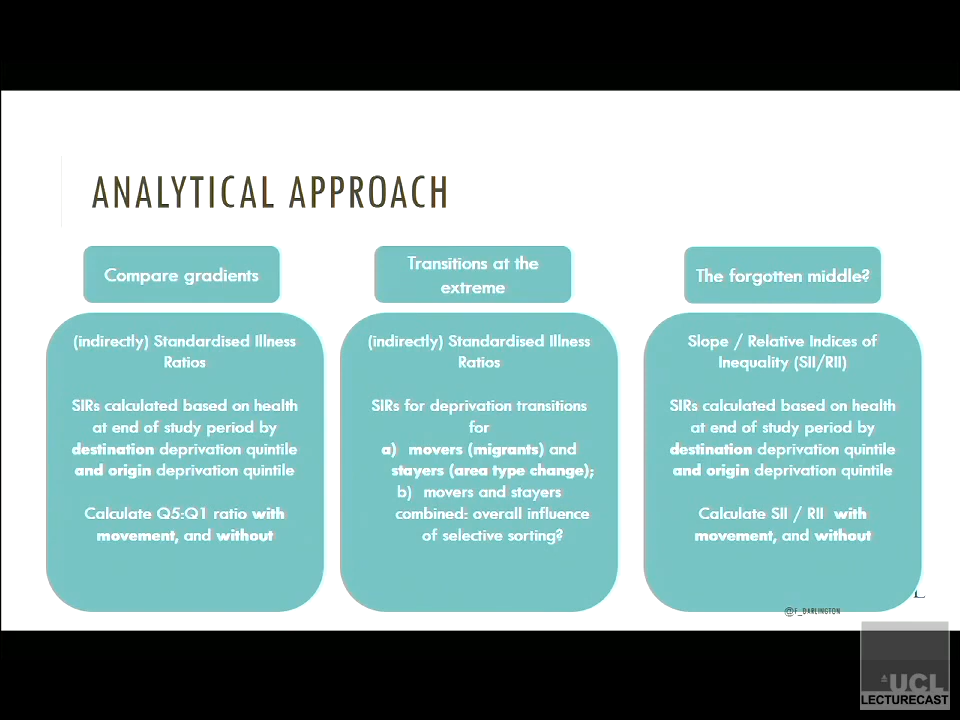 ANALYTICAL APPROACH
Compare gradients
(indirectly) Standardised Illness
Ratios
SIRs calculated based on health
at end of study period by
destination deprivation quintile
and origin deprivation quintile
Calculate Q5:Q1 ratio with
movement, and without
Transitions at the
extreme
(indirectly) Standardised Illness
Ratios
SIRs for deprivation transitions
for
a) movers (migrants) and
stayers (area type change);
b) movers and stayers
combined: overall influence
of selective sorting?
The forgotten middle?
Slope / Relative Indices of
Inequality (SII/RII)
SIRs calculated based on health
at end of study period by
destination deprivation quintile
and origin deprivation quintile
Calculate SII / RII with
movement, and without
@F_DARLINGTON
UCL
LECTURECAST